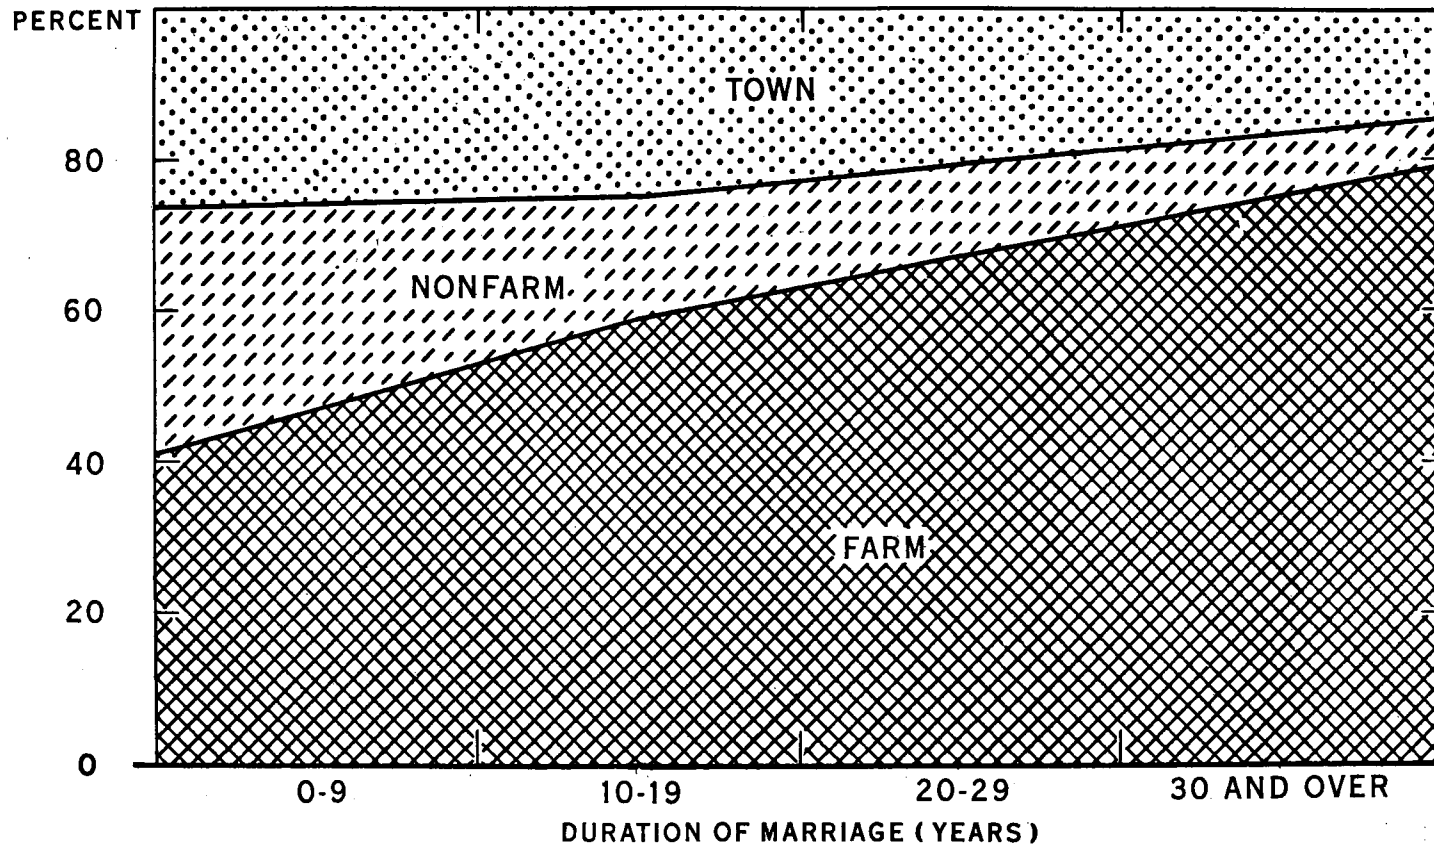 PERCENT
TOWN
80
NONFARM
60
40
FARM
20
0
0-9 10-19 20-29 30 AND OVER
DURATION OF MARRIAGE (YEARS)